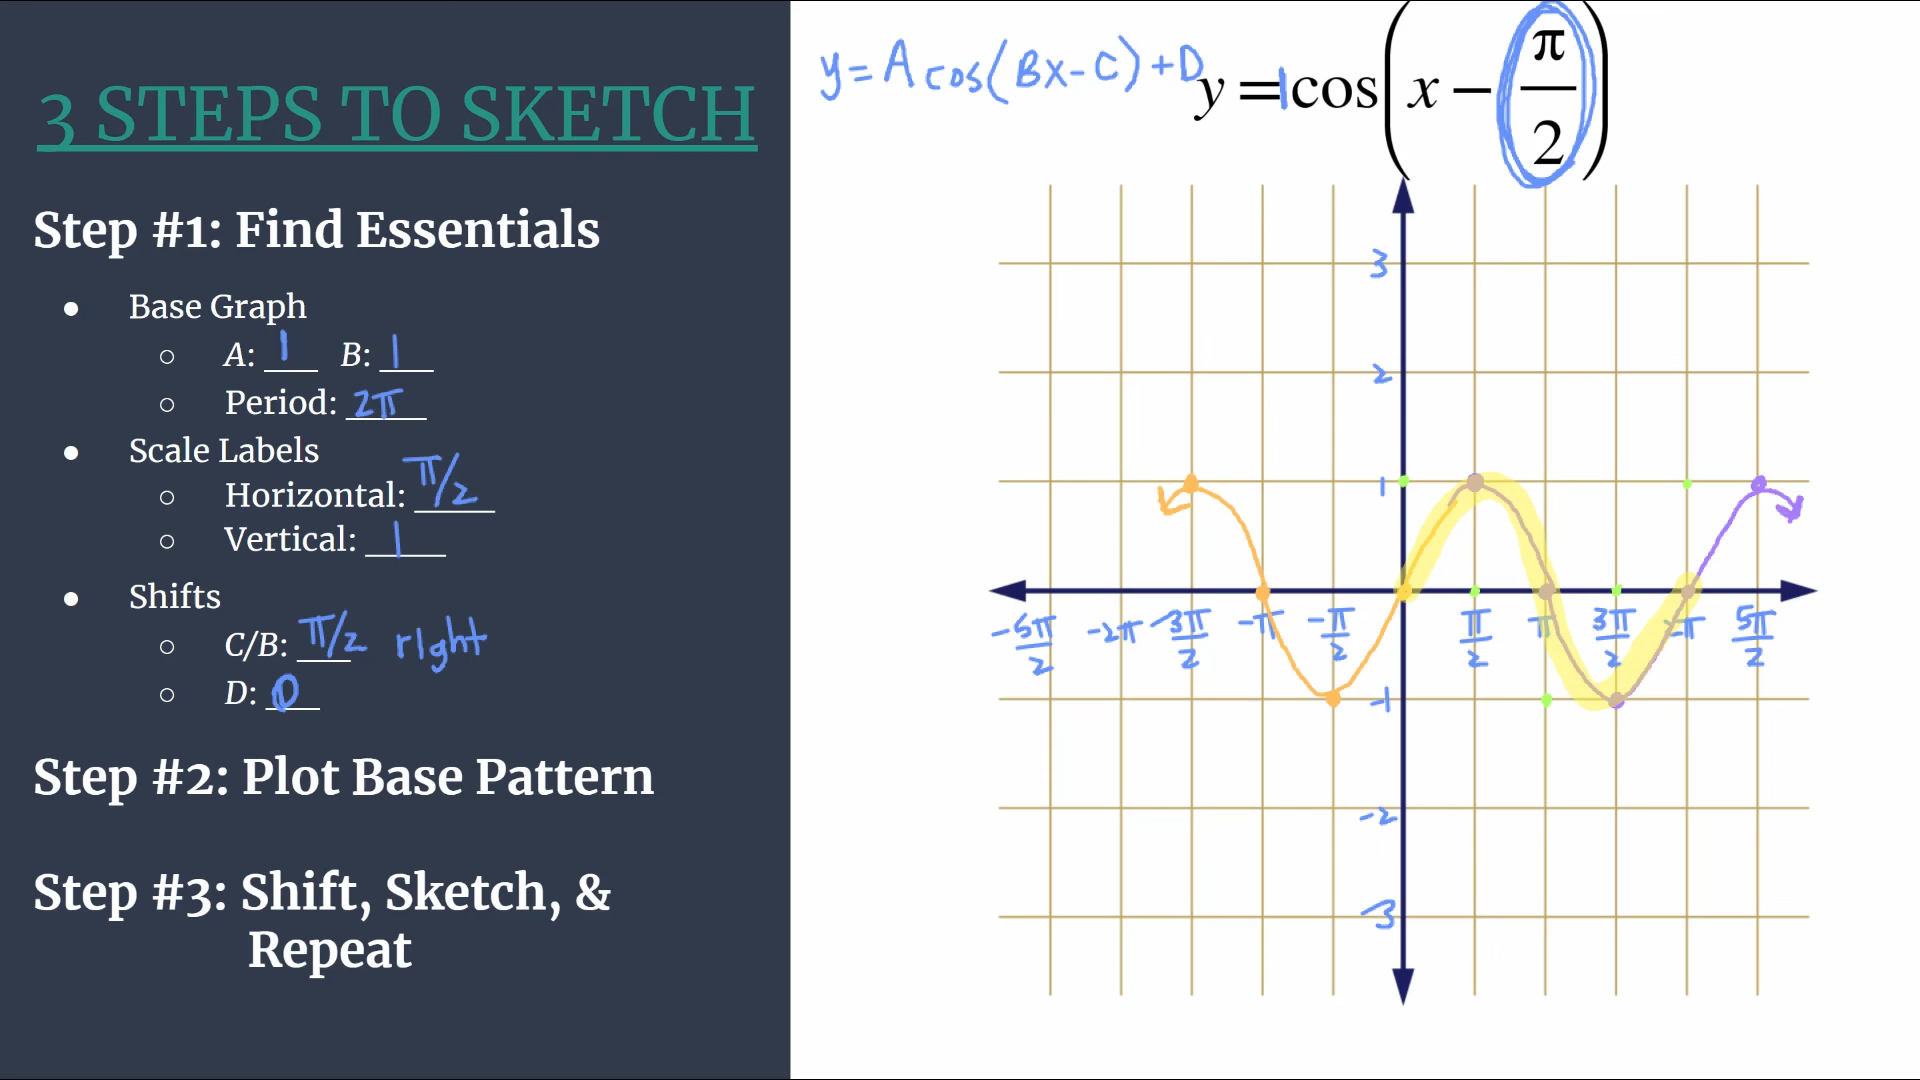 3 STEPS TO SKETCH
Step #1: Find Essentials
● Base Graph
○ A: 1 B: 1
○ Period: 2π
● Scale Labels
○ Horizontal: π/2
○ Vertical: 1
● Shifts
○ C/B: π/2 right
○ D: 0
Step #2: Plot Base Pattern
Step #3: Shift, Sketch, &
Repeat
y = A cos(Bx - C) + D
y = 1cos(x − π/2)
3
2
1
-5π/2 -2π -3π/2 -π -π/2 π/2 π 3π/2 5π/2
-1
-2
-3